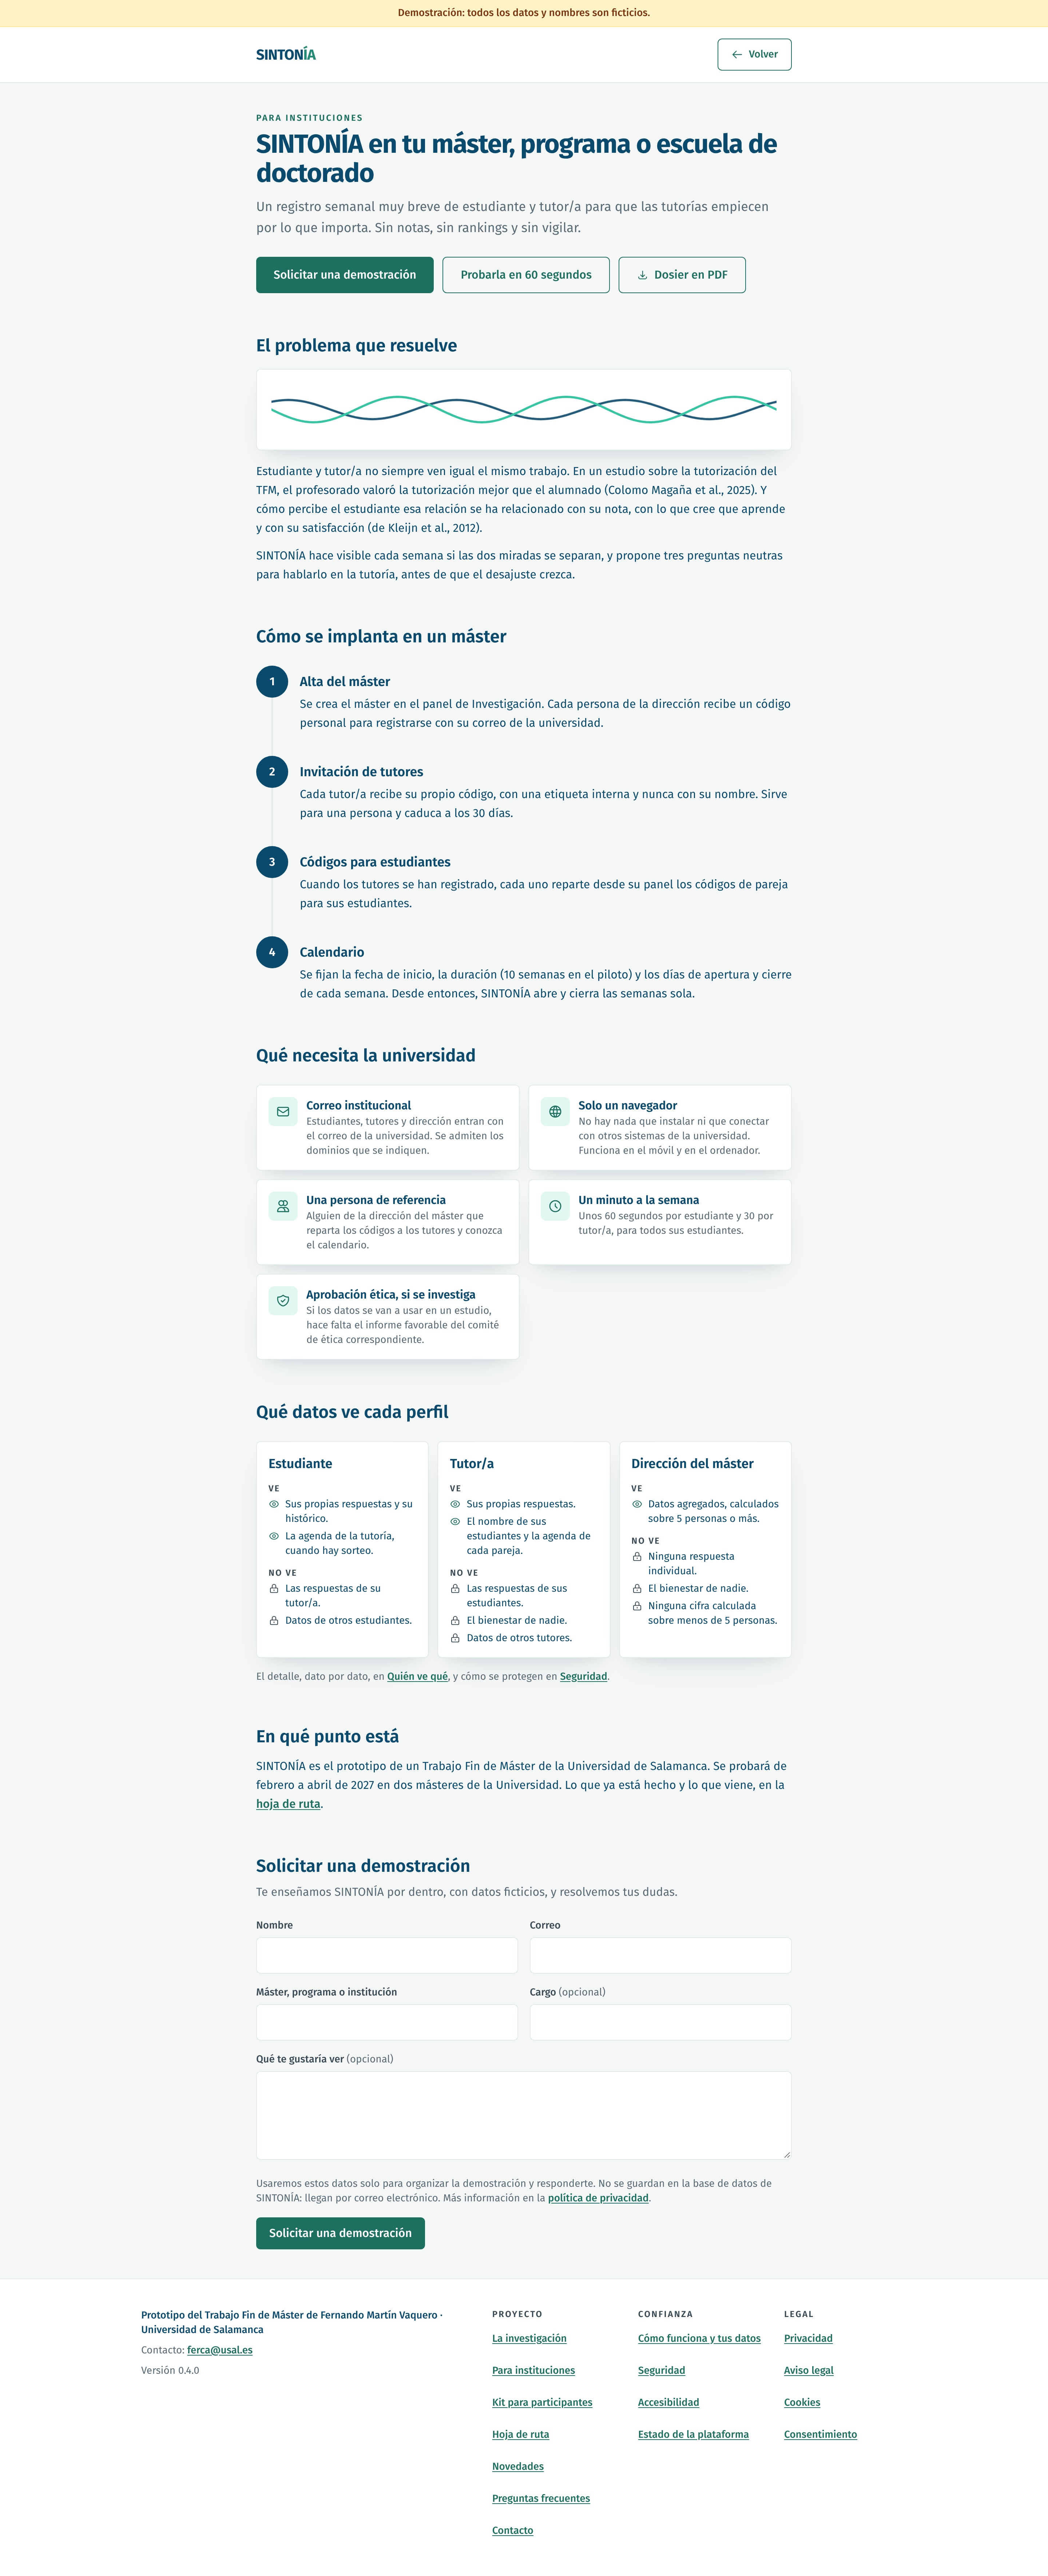 Demostración: todos los datos y nombres son ficticios.
SINTONÍA
Volver
PARA INSTITUCIONES
SINTONÍA en tu máster, programa o escuela de
doctorado
Un registro semanal muy breve de estudiante y tutor/a para que las tutorías empiecen
por lo que importa. Sin notas, sin rankings y sin vigilar.
Solicitar una demostración
Probarla en 60 segundos
Dosier en PDF
El problema que resuelve
Estudiante y tutor/a no siempre ven igual el mismo trabajo. En un estudio sobre la tutorización del
TFM, el profesorado valoró la tutorización mejor que el alumnado (Colomo Magaña et al., 2025). Y
cómo percibe el estudiante esa relación se ha relacionado con su nota, con lo que cree que aprende
y con su satisfacción (de Kleijn et al., 2012).
SINTONÍA hace visible cada semana si las dos miradas se separan, y propone tres preguntas neutras
para hablarlo en la tutoría, antes de que el desajuste crezca.
Cómo se implanta en un máster
1
Alta del máster
Se crea el máster en el panel de Investigación. Cada persona de la dirección recibe un código
personal para registrarse con su correo de la universidad.
2
Invitación de tutores
Cada tutor/a recibe su propio código, con una etiqueta interna y nunca con su nombre. Sirve
para una persona y caduca a los 30 días.
3
Códigos para estudiantes
Cuando los tutores se han registrado, cada uno reparte desde su panel los códigos de pareja
para sus estudiantes.
4
Calendario
Se fijan la fecha de inicio, la duración (10 semanas en el piloto) y los días de apertura y cierre
de cada semana. Desde entonces, SINTONÍA abre y cierra las semanas sola.
Qué necesita la universidad
Correo institucional
Estudiantes, tutores y dirección entran con
el correo de la universidad. Se admiten los
dominios que se indiquen.
Solo un navegador
No hay nada que instalar ni que conectar
con otros sistemas de la universidad.
Funciona en el móvil y en el ordenador.
Una persona de referencia
Alguien de la dirección del máster que
reparta los códigos a los tutores y conozca
el calendario.
Un minuto a la semana
Unos 60 segundos por estudiante y 30 por
tutor/a, para todos sus estudiantes.
Aprobación ética, si se investiga
Si los datos se van a usar en un estudio,
hace falta el informe favorable del comité
de ética correspondiente.
Qué datos ve cada perfil
Estudiante
VE
Sus propias respuestas y su
histórico.
La agenda de la tutoría,
cuando hay sorteo.
NO VE
Las respuestas de su
tutor/a.
Datos de otros estudiantes.
Tutor/a
VE
Sus propias respuestas.
El nombre de sus
estudiantes y la agenda de
cada pareja.
NO VE
Las respuestas de sus
estudiantes.
El bienestar de nadie.
Datos de otros tutores.
Dirección del máster
VE
Datos agregados, calculados
sobre 5 personas o más.
NO VE
Ninguna respuesta
individual.
El bienestar de nadie.
Ninguna cifra calculada
sobre menos de 5 personas.
El detalle, dato por dato, en Quién ve qué, y cómo se protegen en Seguridad.
En qué punto está
SINTONÍA es el prototipo de un Trabajo Fin de Máster de la Universidad de Salamanca. Se probará de
febrero a abril de 2027 en dos másteres de la Universidad. Lo que ya está hecho y lo que viene, en la
hoja de ruta.
Solicitar una demostración
Te enseñamos SINTONÍA por dentro, con datos ficticios, y resolvemos tus dudas.
Nombre
Correo
Máster, programa o institución
Cargo (opcional)
Qué te gustaría ver (opcional)
Usaremos estos datos solo para organizar la demostración y responderte. No se guardan en la base de datos de
SINTONÍA: llegan por correo electrónico. Más información en la política de privacidad.
Solicitar una demostración
Prototipo del Trabajo Fin de Máster de Fernando Martín Vaquero ·
Universidad de Salamanca
Contacto: ferca@usal.es
Versión 0.4.0
PROYECTO
La investigación
Para instituciones
Kit para participantes
Hoja de ruta
Novedades
Preguntas frecuentes
Contacto
CONFIANZA
Cómo funciona y tus datos
Seguridad
Accesibilidad
Estado de la plataforma
LEGAL
Privacidad
Aviso legal
Cookies
Consentimiento